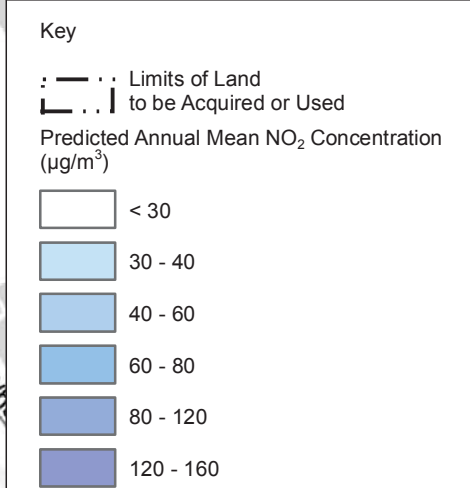 Key
Limits of Land
to be Acquired or Used
Predicted Annual Mean NO₂ Concentration
(µg/m³)
< 30
30 - 40
40 - 60
60 - 80
80 - 120
120 - 160